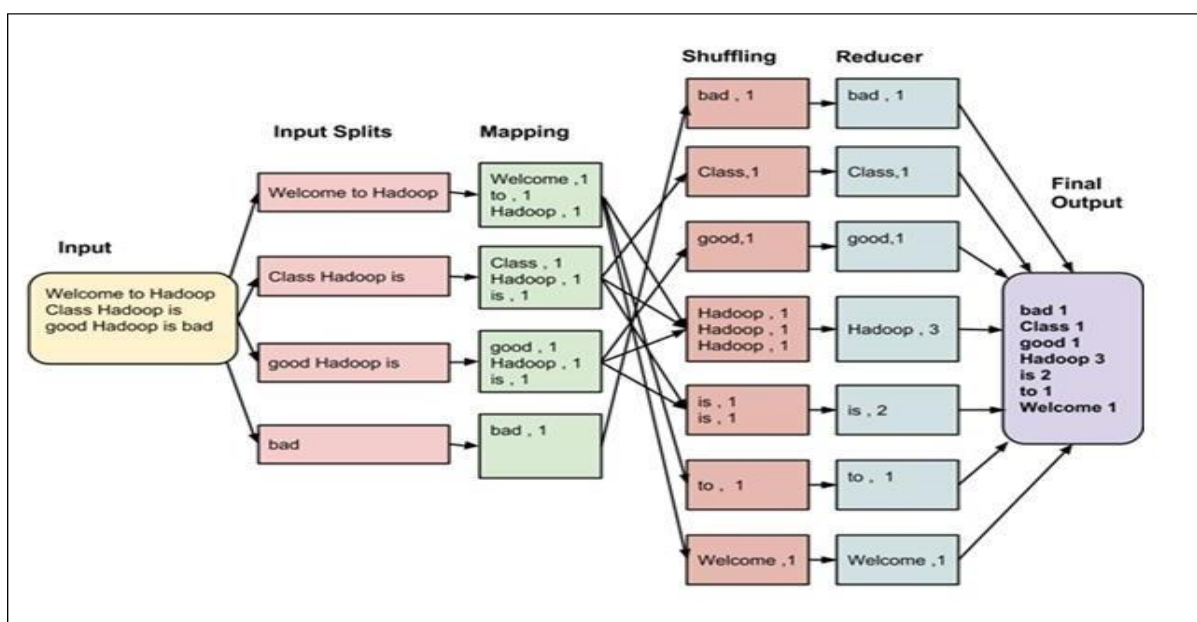 Input
Welcome to Hadoop
Class Hadoop is
good Hadoop is bad
Input Splits
Welcome to Hadoop
Class Hadoop is
good Hadoop is
bad
Mapping
Welcome ,1
to , 1
Hadoop , 1
Class , 1
Hadoop , 1
is , 1
good , 1
Hadoop , 1
is , 1
bad , 1
Shuffling
bad , 1
Class,1
good,1
Hadoop , 1
Hadoop , 1
Hadoop , 1
is , 1
is , 1
to , 1
Welcome ,1
Reducer
bad , 1
Class,1
good,1
Hadoop , 3
is , 2
to , 1
Welcome ,1
Final
Output
bad 1
Class 1
good 1
Hadoop 3
is 2
to 1
Welcome 1